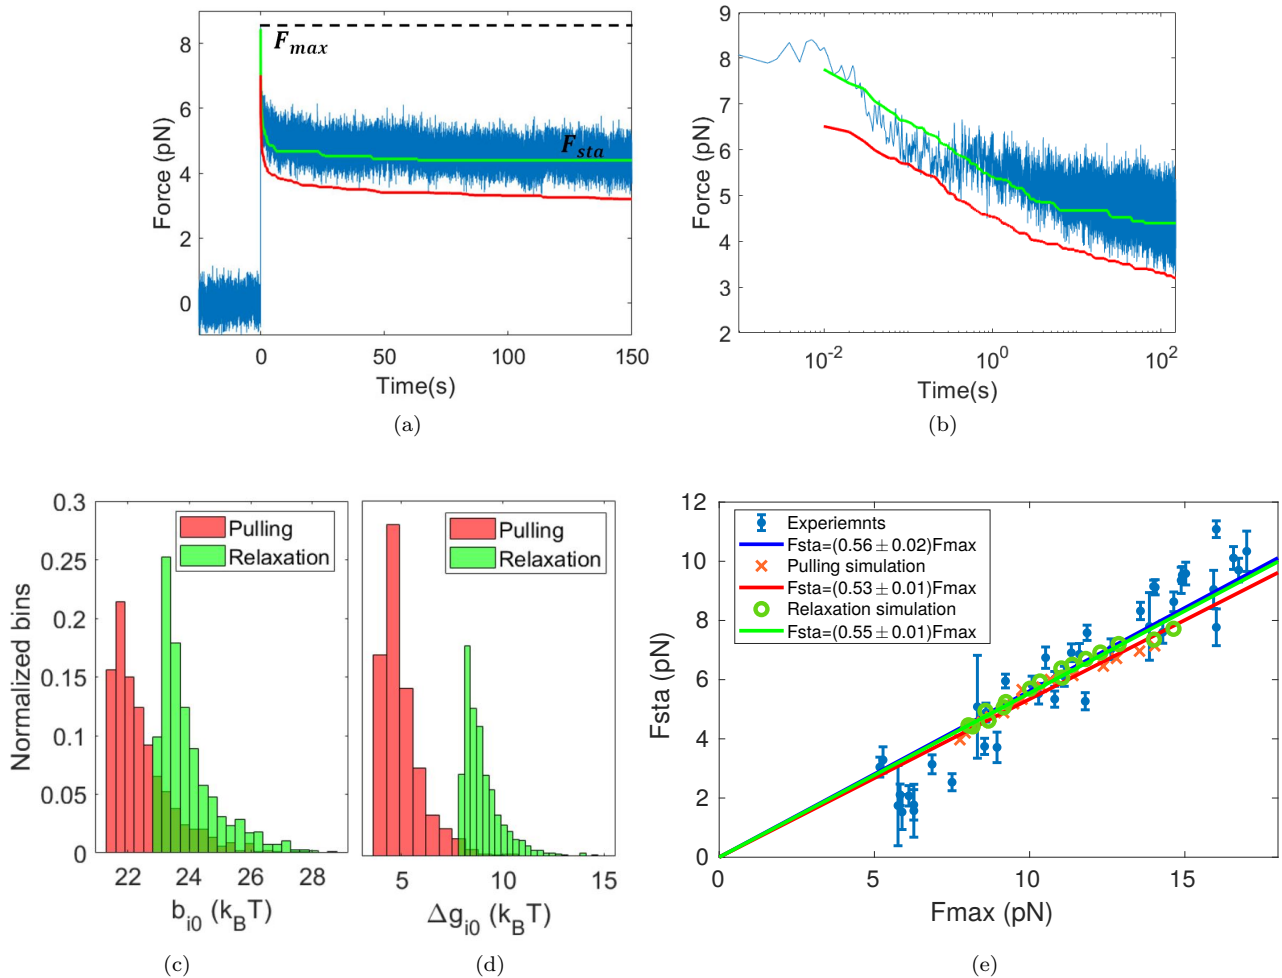 8
6
4
2
0
Force (pN)
F_max
F_sta
0
50
100
150
Time(s)
(a)
9
8
7
6
5
4
3
2
Force (pN)
10^-2
10^0
10^2
Time(s)
(b)
0.3
0.25
0.2
0.15
0.1
0.05
0
Normalized bins
Pulling
Relaxation
22
24
26
28
b_i0 (k_BT)
(c)
Pulling
Relaxation
5
10
15
Δg_i0 (k_BT)
(d)
12
10
8
6
4
2
0
Fsta (pN)
Experiemnts
Fsta=(0.56 ± 0.02)Fmax
Pulling simulation
Fsta=(0.53 ± 0.01)Fmax
Relaxation simulation
Fsta=(0.55 ± 0.01)Fmax
0
5
10
15
Fmax (pN)
(e)